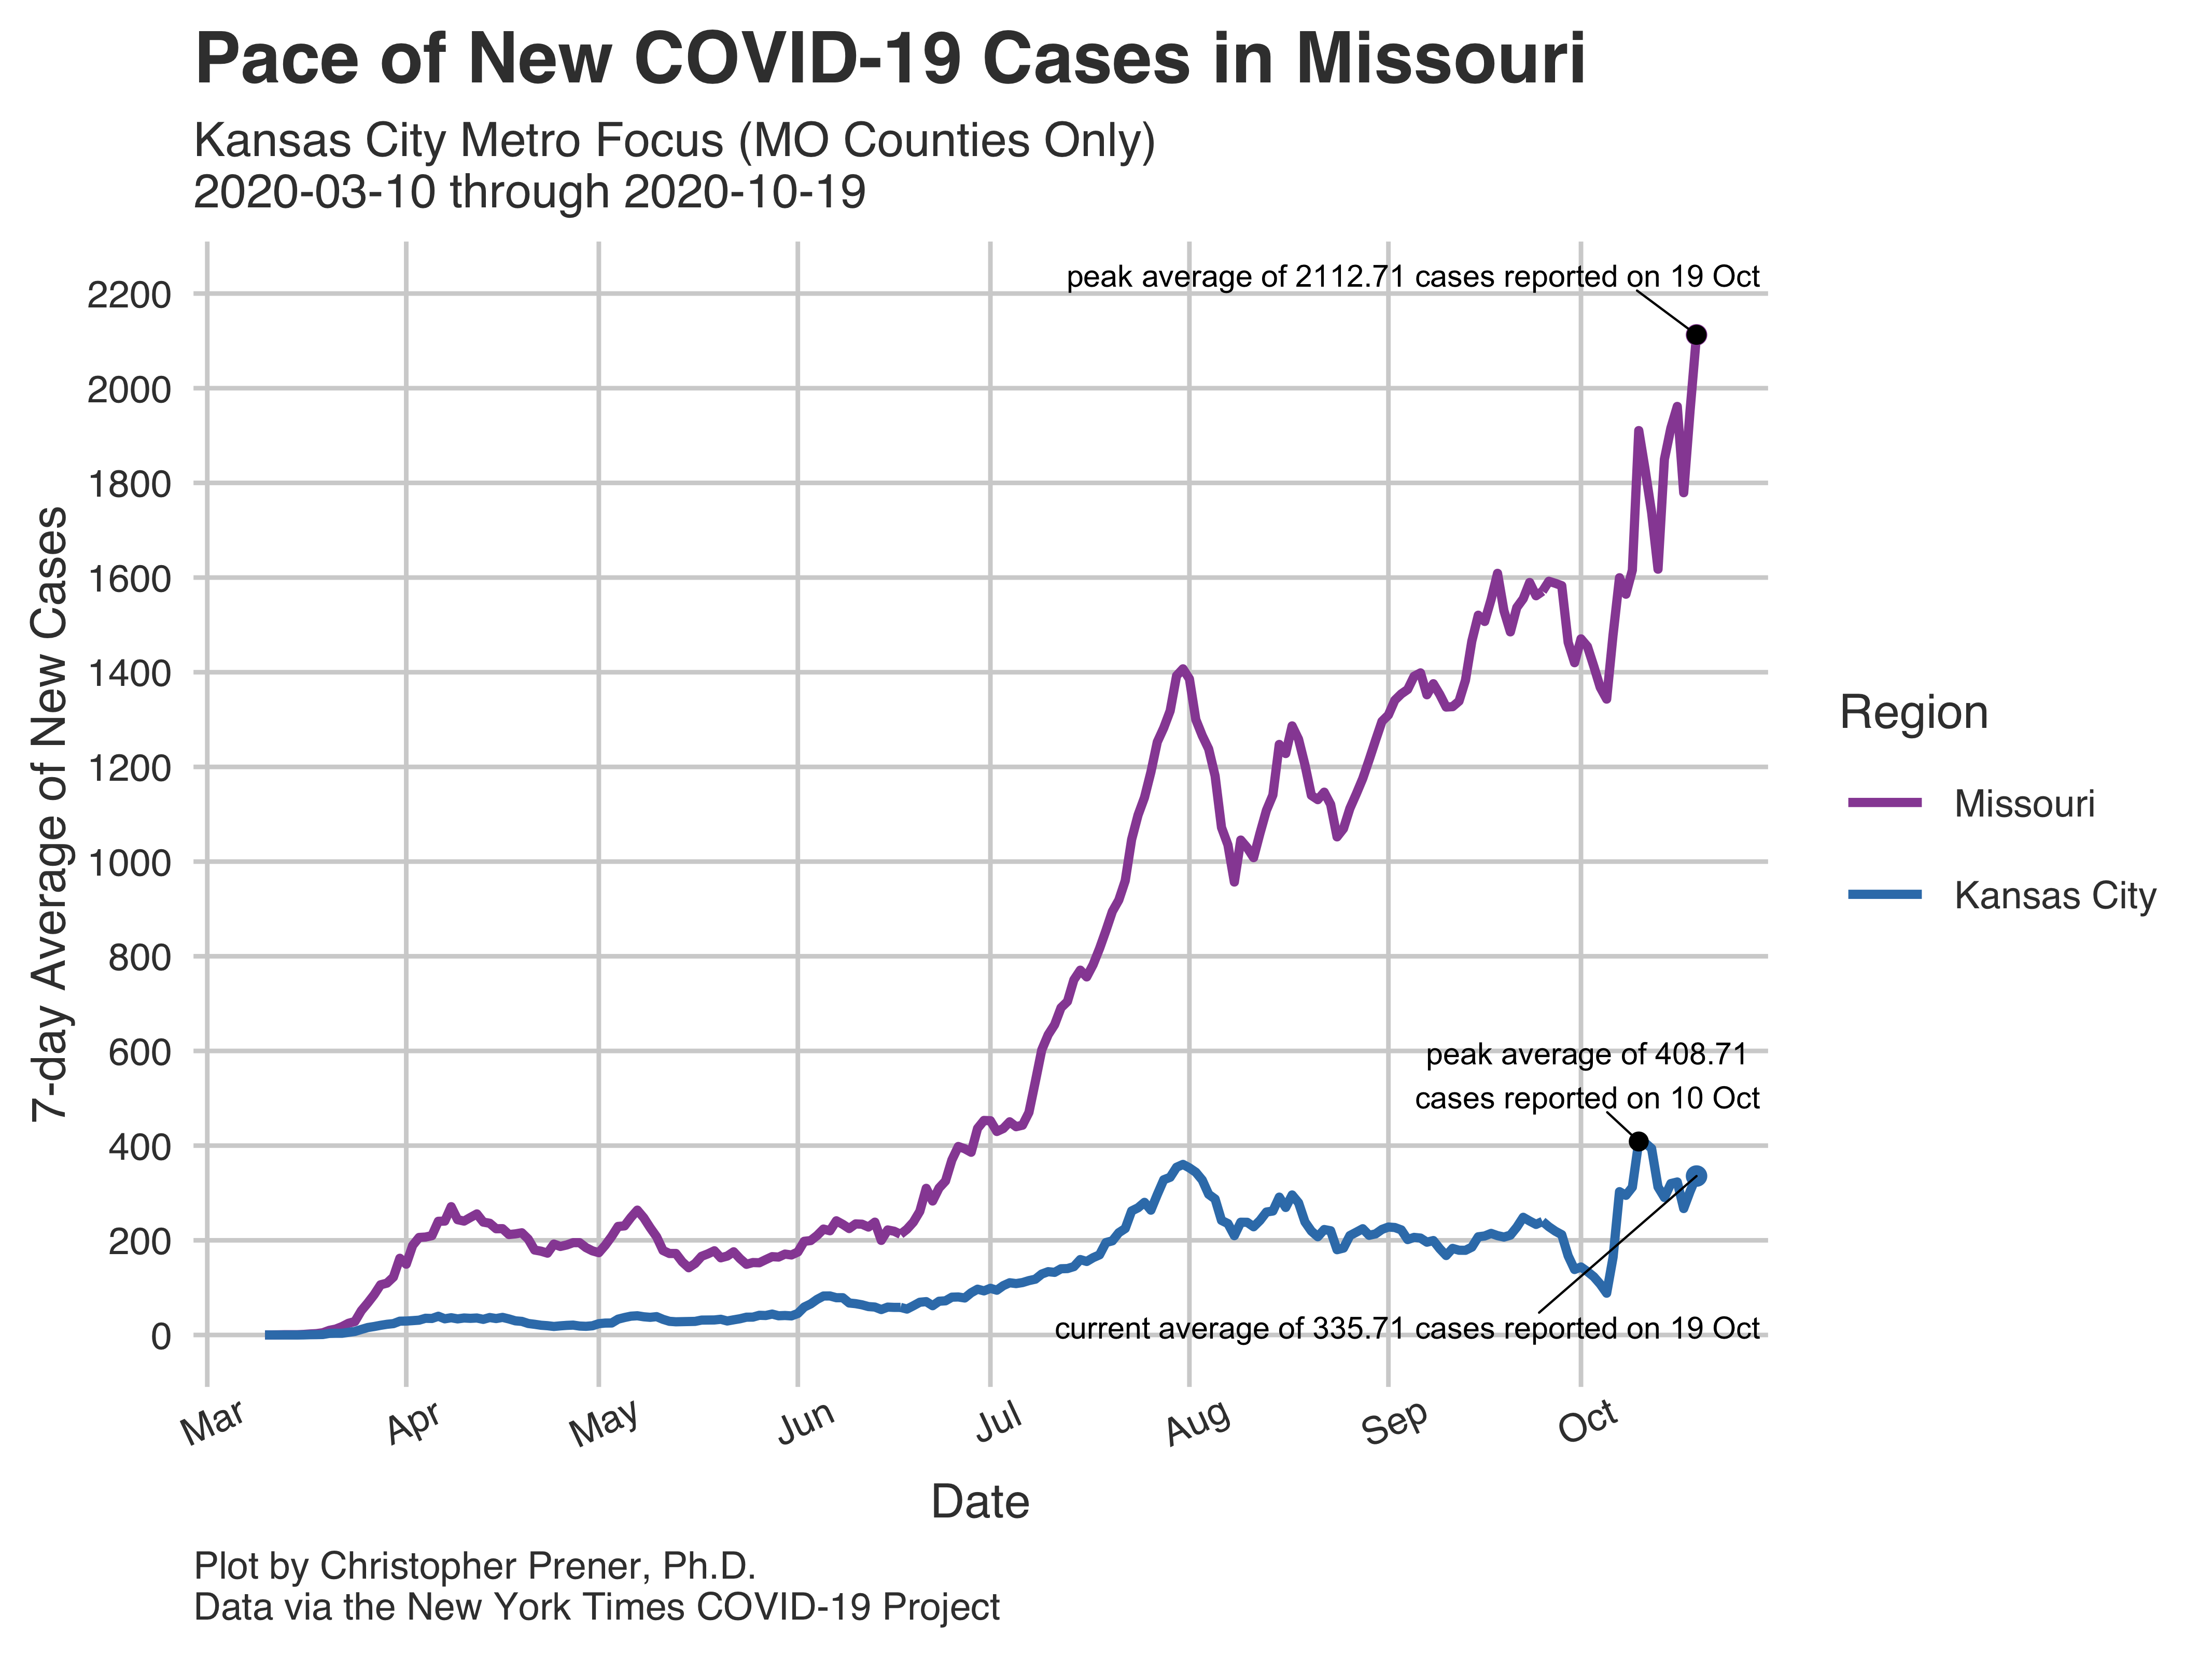 Pace of New COVID-19 Cases in Missouri
Kansas City Metro Focus (MO Counties Only)
2020-03-10 through 2020-10-19
7-day Average of New Cases
2200
2000
1800
1600
1400
1200
1000
800
600
400
200
0
peak average of 2112.71 cases reported on 19 Oct
peak average of 408.71
cases reported on 10 Oct
current average of 335.71 cases reported on 19 Oct
Region
Missouri
Kansas City
Mar
Apr
May
Jun
Jul
Aug
Sep
Oct
Date
Plot by Christopher Prener, Ph.D.
Data via the New York Times COVID-19 Project